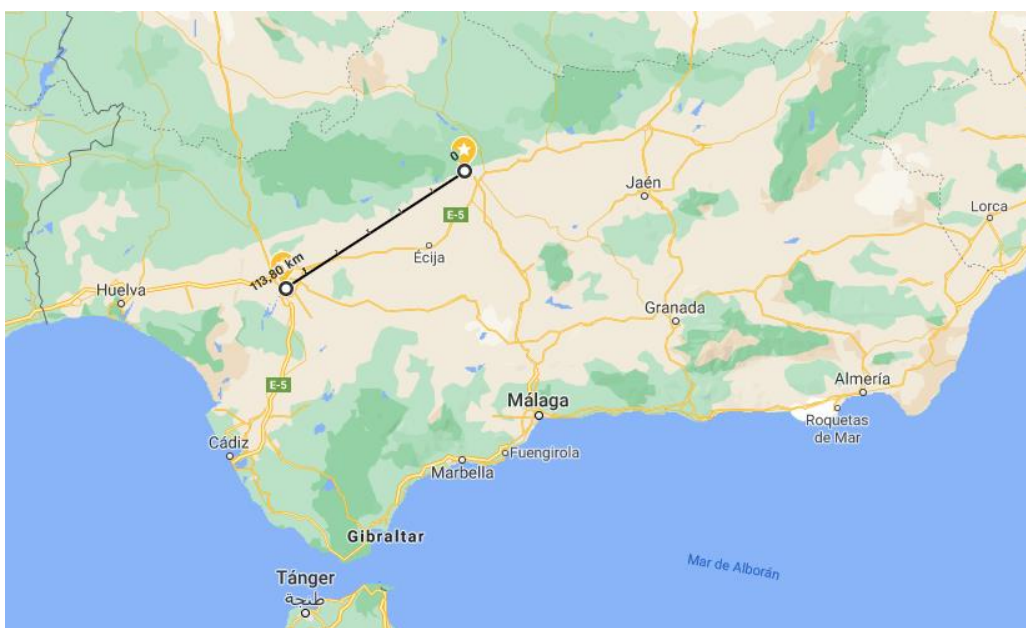 0
Jaén
Lorca
E-5
Écija
113,80 km
Huelva
Granada
E-5
Almería
Málaga
Roquetas
de Mar
Cádiz
Fuengirola
Marbella
Gibraltar
Mar de Alborán
Tánger
طنجة